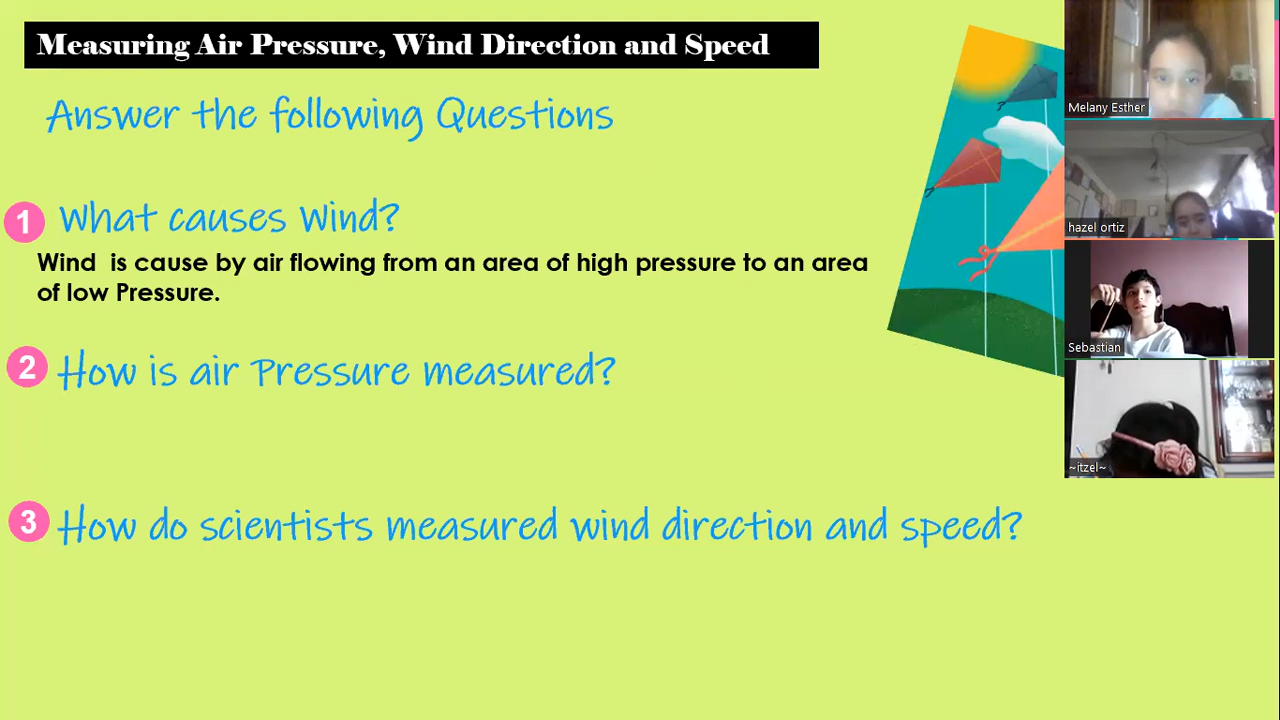 Measuring Air Pressure, Wind Direction and Speed
Answer the following Questions
1 What causes Wind?
Wind is cause by air flowing from an area of high pressure to an area
of low Pressure.
2 How is air Pressure measured?
3 How do scientists measured wind direction and speed?
Melany Esther
hazel ortiz
Sebastian
~itzel~